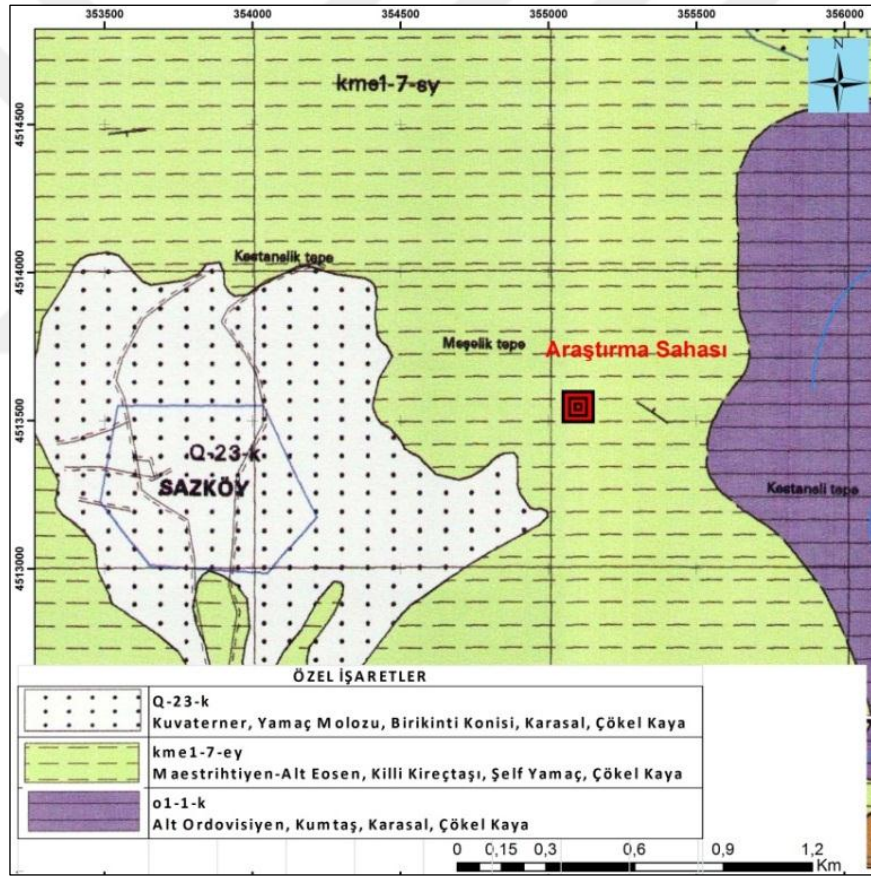 353500 354000 354500 355000 355500 356000
N
kme1-7-sy
4514500
Kestanelik tepe
4514000
Meşelik tepe
Araştırma Sahası
4513500
Q-23-k
SAZKÖY
Kestaneli tepe
4513000
ÖZEL İŞARETLER
Q-23-k
Kuvaterner, Yamaç Molozu, Birikinti Konisi, Karasal, Çökel Kaya
kme1-7-ey
Maestrihtiyen-Alt Eosen, Killi Kireçtaşı, Şelf Yamaç, Çökel Kaya
o1-1-k
Alt Ordovisiyen, Kumtaş, Karasal, Çökel Kaya
0 0,15 0,3 0,6 0,9 1,2
Km